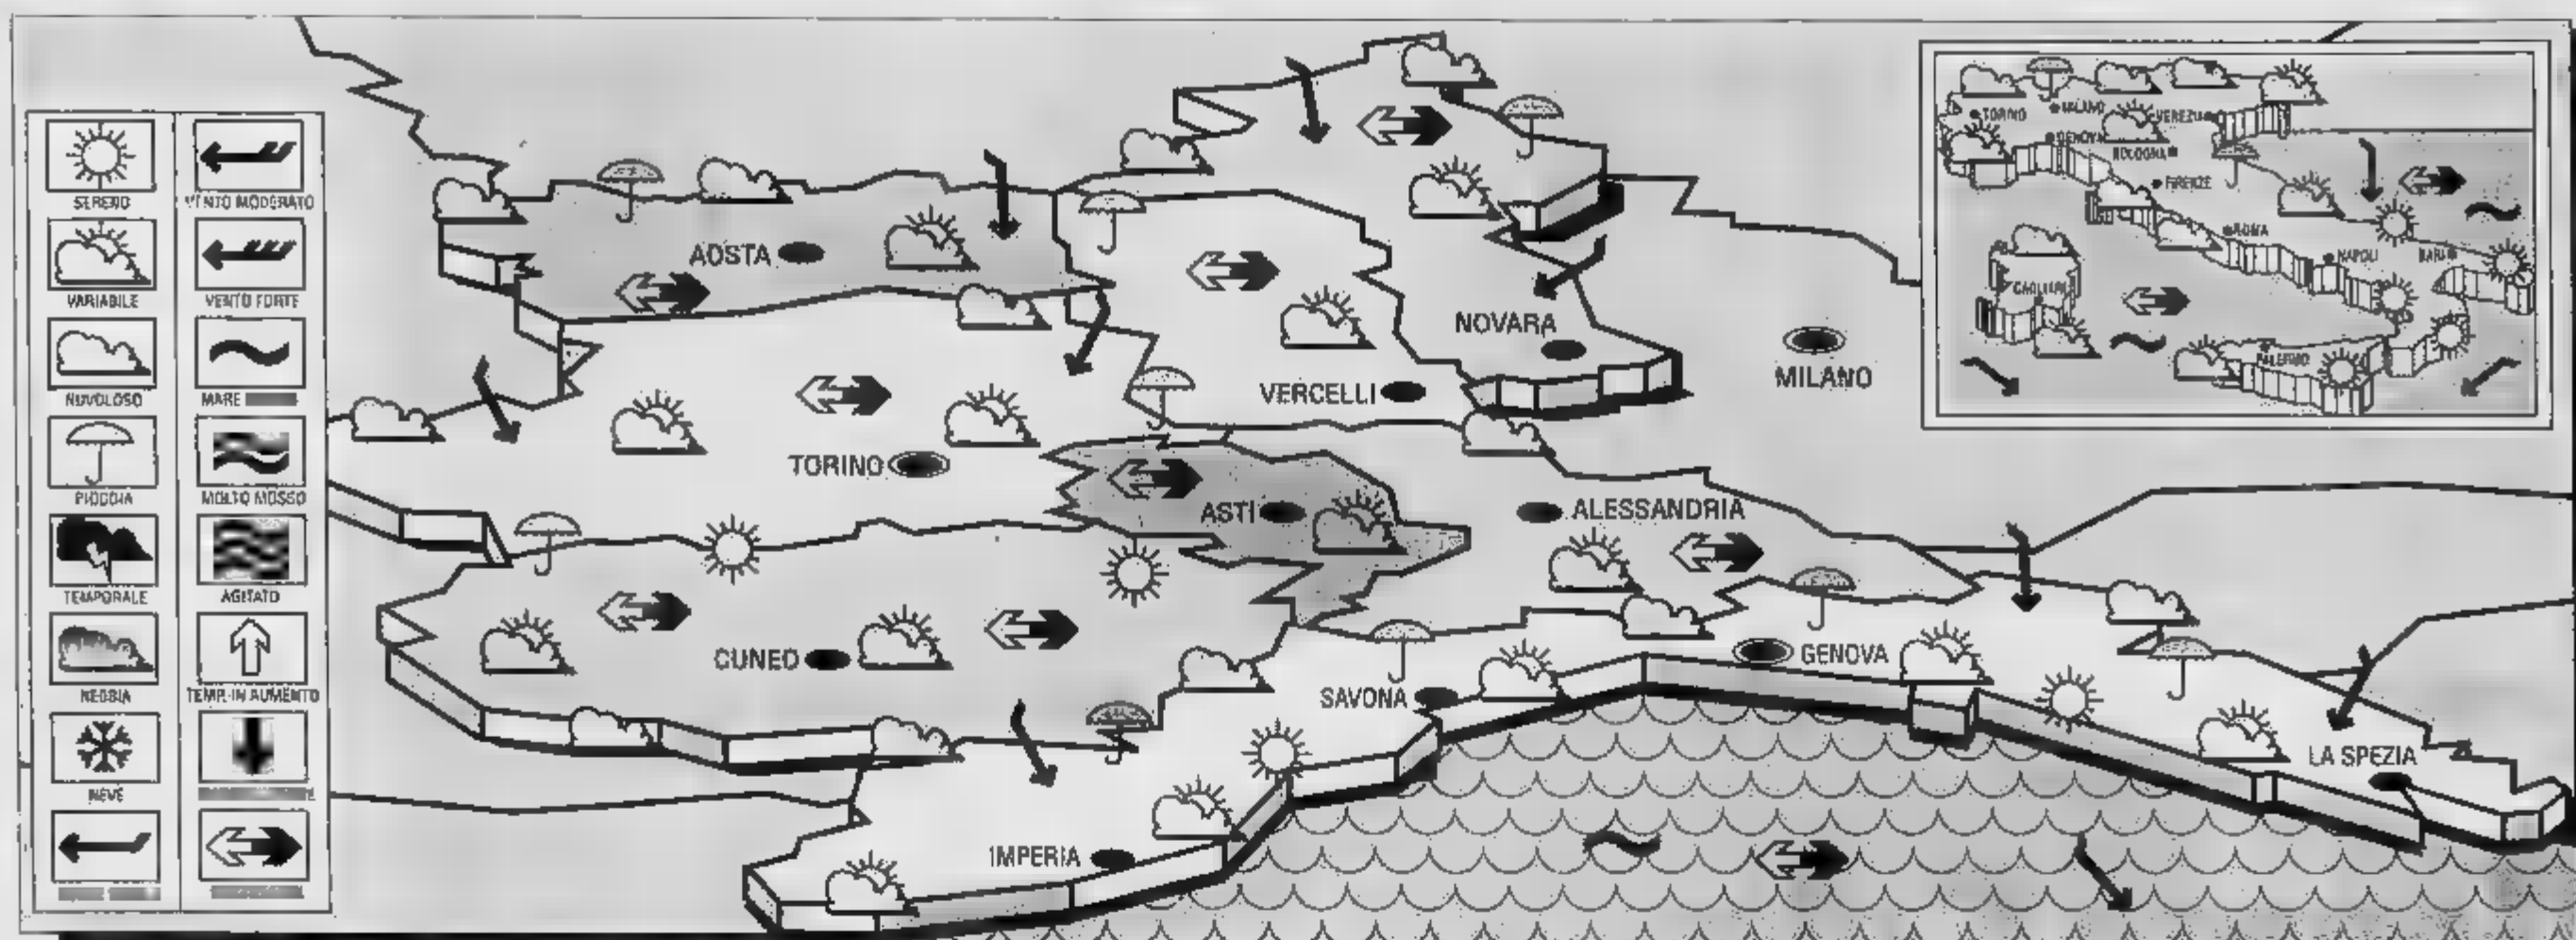 SERENO
VENTO MODERATO
VARIABILE
VENTO FORTE
NUVOLOSO
MARE
PIOGGIA
MOLTO MOSSO
TEMPORALE
AGITATO
NEBBIA
TEMP. IN AUMENTO
NEVE
AOSTA
NOVARA
MILANO
VERCELLI
TORINO
ASTI
ALESSANDRIA
CUNEO
GENOVA
SAVONA
LA SPEZIA
IMPERIA
TORINO
MILANO
VENEZIA
GENOVA
BOLOGNA
FIRENZE
ROMA
NAPOLI
BARI
CAGLIARI
PALERMO